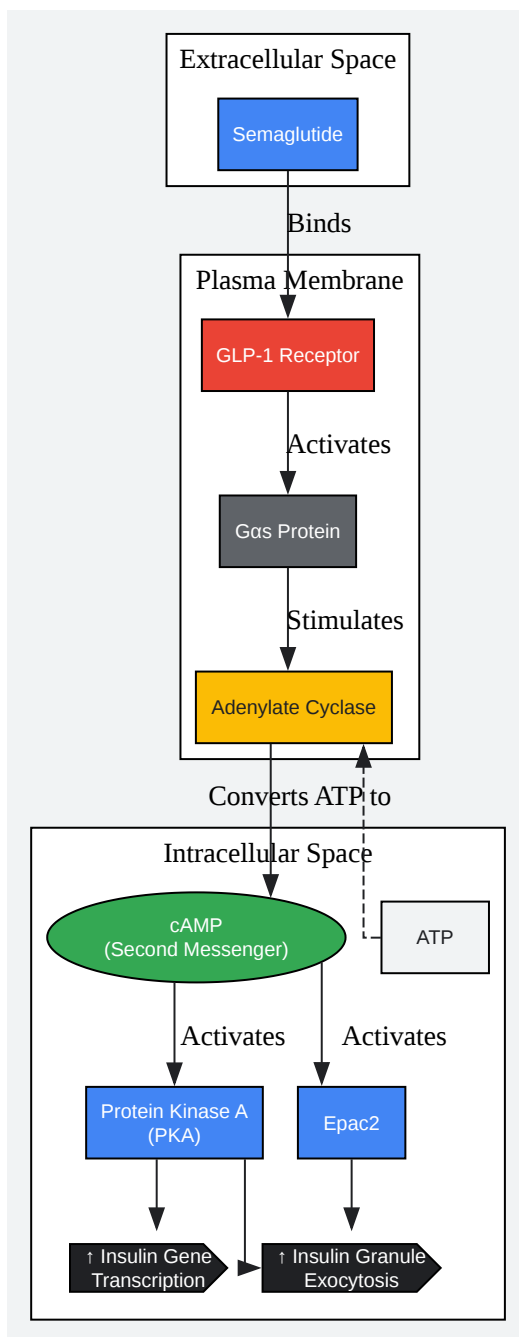 Extracellular Space
Semaglutide
Binds
Plasma Membrane
GLP-1 Receptor
Activates
Gαs Protein
Stimulates
Adenylate Cyclase
Converts ATP to
Intracellular Space
cAMP
(Second Messenger)
ATP
Activates
Activates
Protein Kinase A
(PKA)
Epac2
↑ Insulin Gene
Transcription
↑ Insulin Granule
Exocytosis